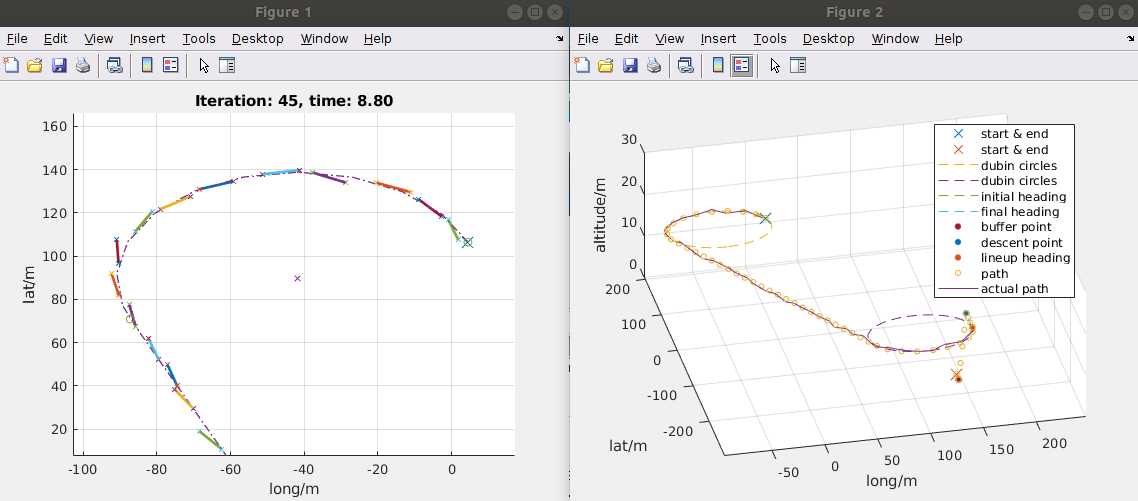 Figure 1
File Edit View Insert Tools Desktop Window Help
Iteration: 45, time: 8.80
160
140
120
100
80
60
40
20
lat/m
-100 -80 -60 -40 -20 0
long/m
Figure 2
File Edit View Insert Tools Desktop Window Help
30
20
10
0
altitude/m
200
100
0
-100
-200
lat/m
-50 0 50 100 150 200
long/m
start & end
start & end
dubin circles
dubin circles
initial heading
final heading
buffer point
descent point
lineup heading
path
actual path